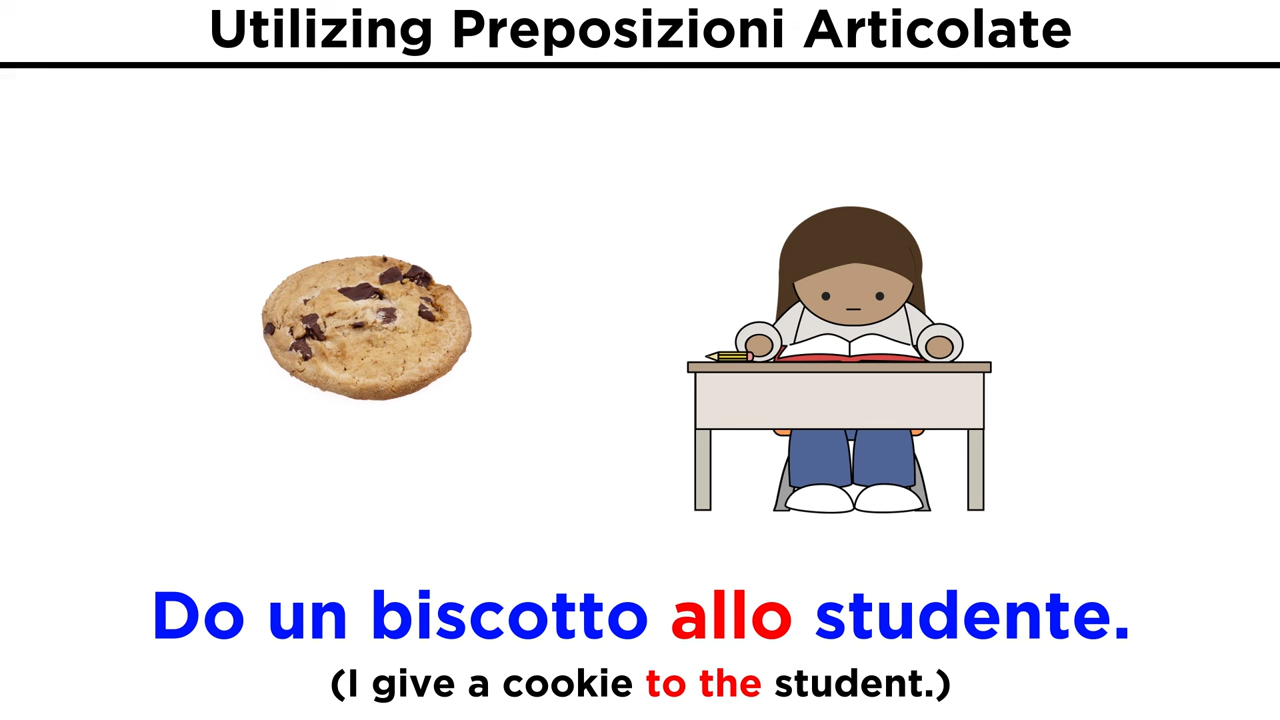 Utilizing Preposizioni Articolate
Do un biscotto allo studente.
(I give a cookie to the student.)